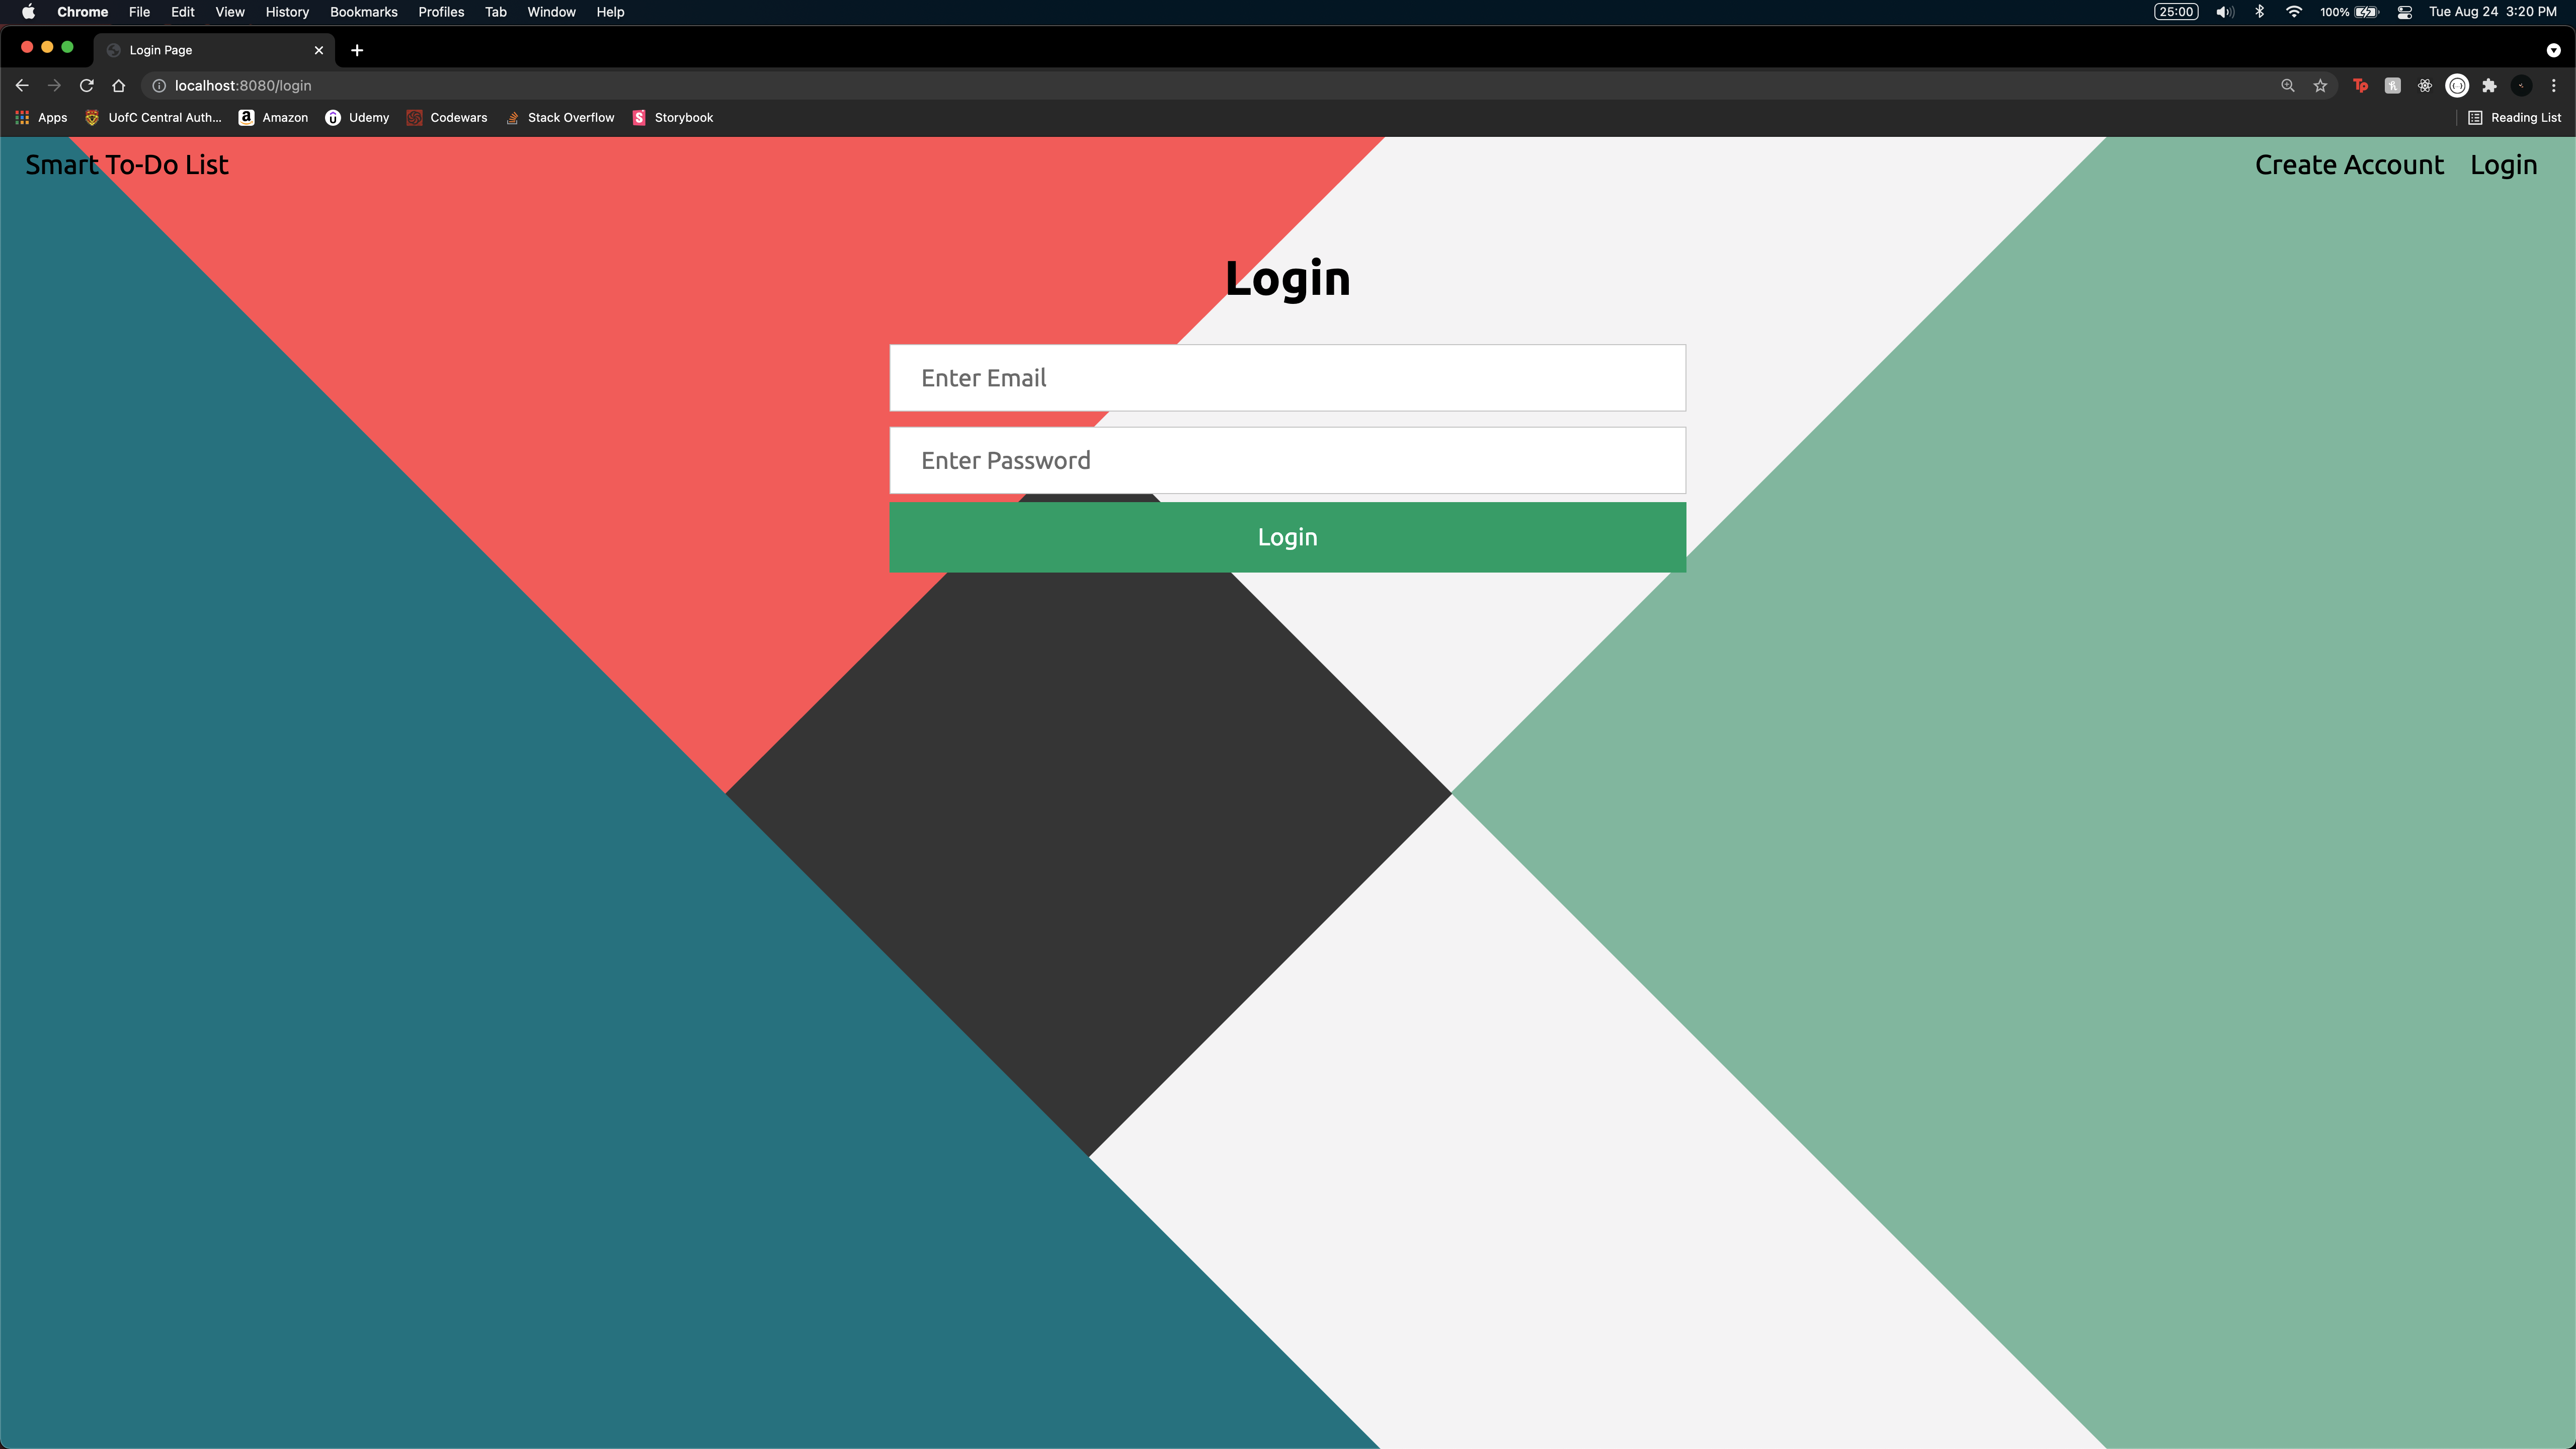 Chrome File Edit View History Bookmarks Profiles Tab Window Help 25:00 100% Tue Aug 24 3:20 PM
Login Page
localhost:8080/login
Apps UofC Central Auth... Amazon Udemy Codewars Stack Overflow Storybook Reading List
Smart To-Do List Create Account Login
Login
Enter Email
Enter Password
Login